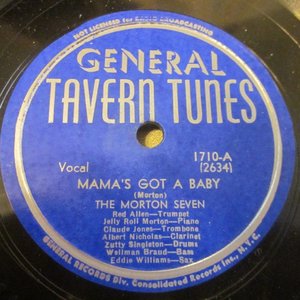 NOT LICENSED FOR RADIO BROADCASTING
GENERAL
TAVERN TUNES
Vocal
1710-A
(2634)
MAMA'S GOT A BABY
(Morton)
THE MORTON SEVEN
Red Allen—Trumpet
Jelly Roll Morton—Piano
Claude Jones—Trombone
Albert Nicholas—Clarinet
Zutty Singleton—Drums
Wellman Braud—Bass
Eddie Williams—Sax
GENERAL RECORDS Div. Consolidated Records Inc., N.Y.C.